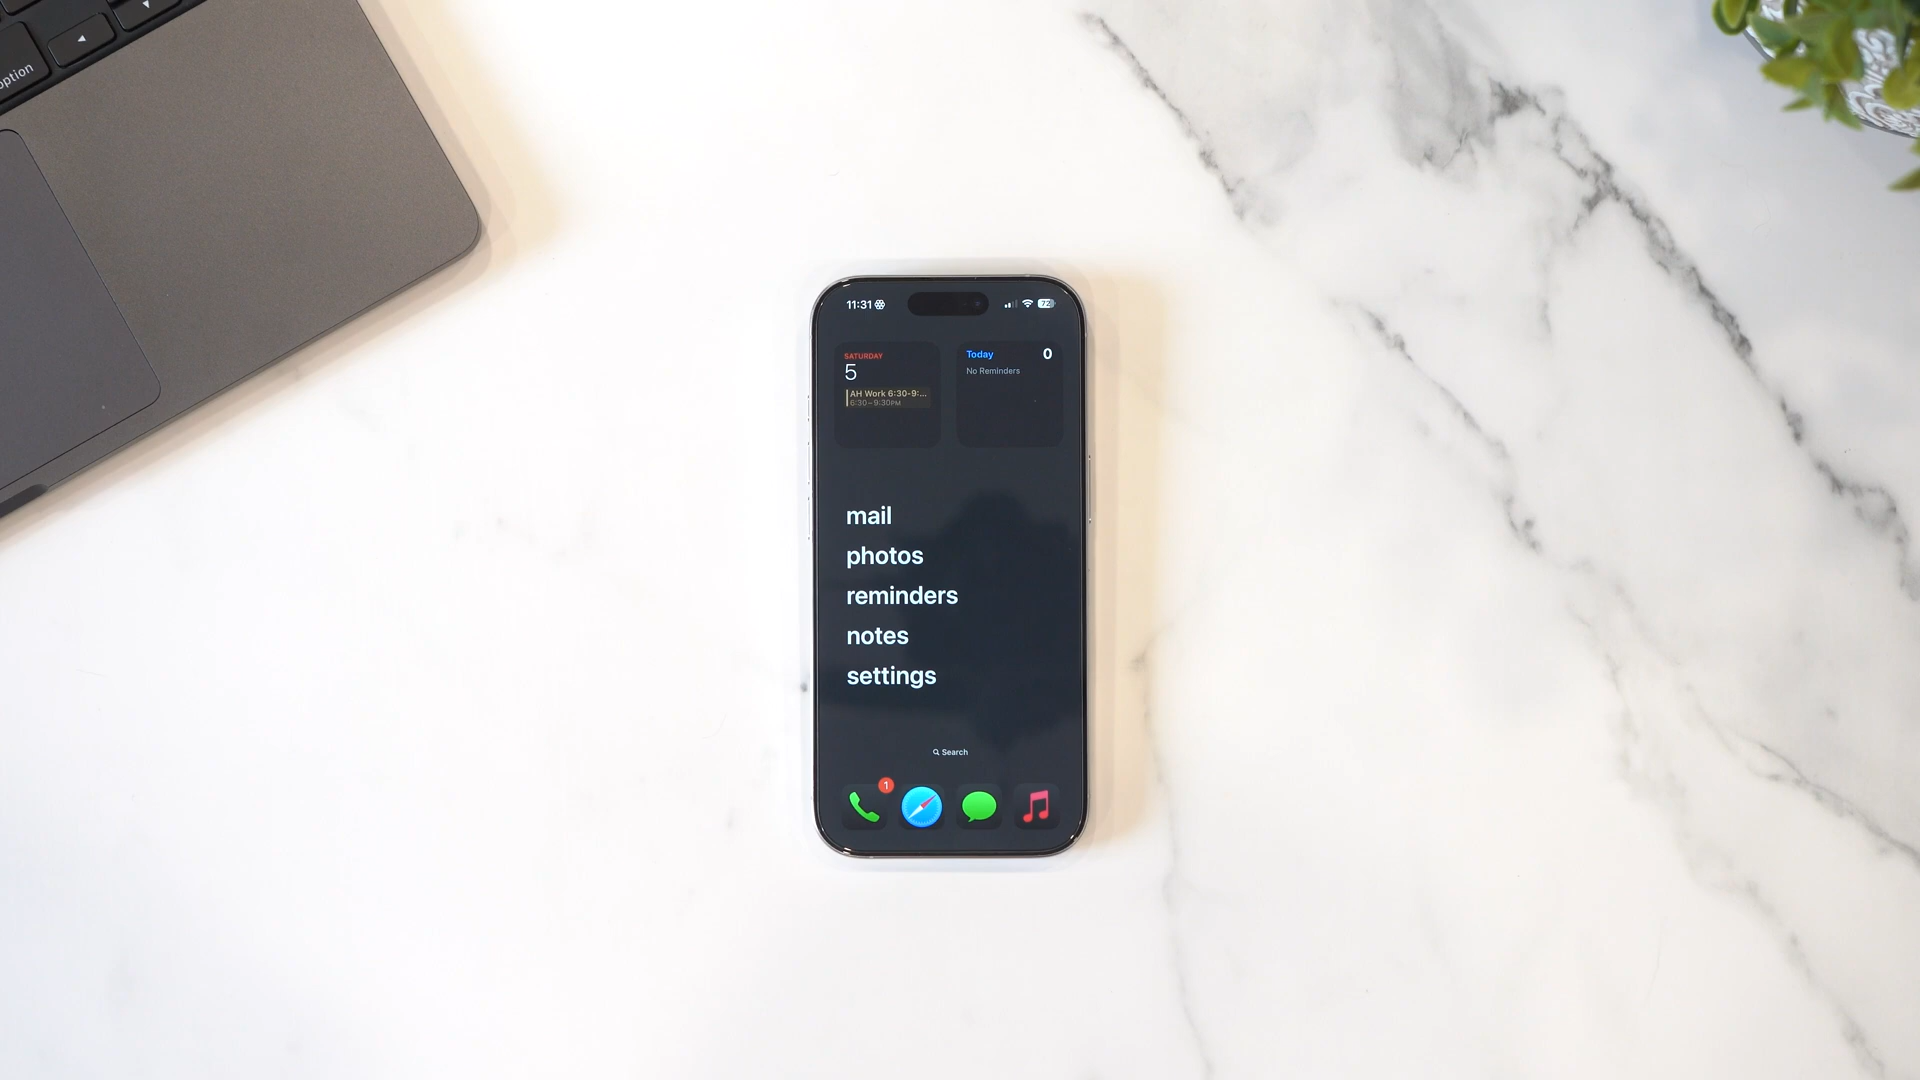 option
11:31
72
SATURDAY
5
AH Work 6:30-9:...
6:30–9:30PM
Today
0
No Reminders
mail
photos
reminders
notes
settings
Search
1